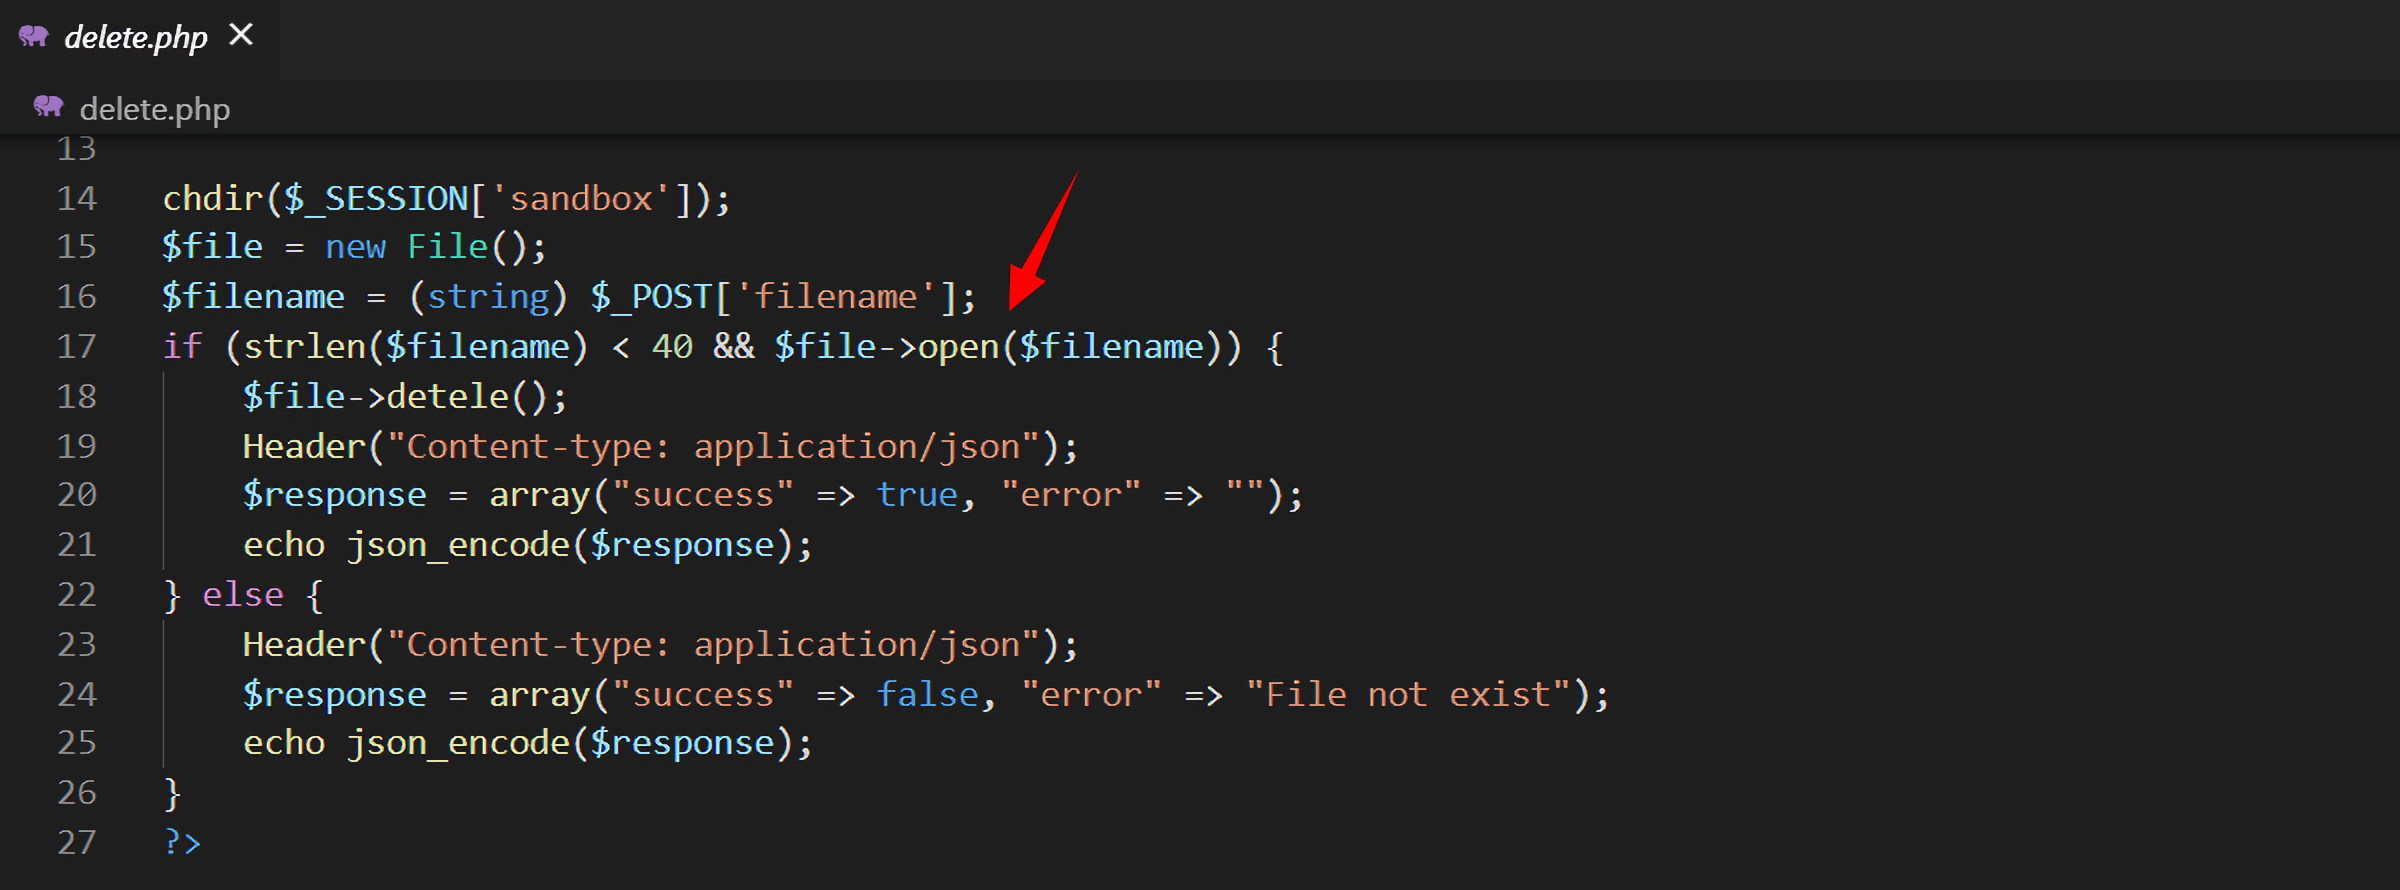 delete.php
delete.php
13
14 chdir($_SESSION['sandbox']);
15 $file = new File();
16 $filename = (string) $_POST['filename'];
17 if (strlen($filename) < 40 && $file->open($filename)) {
18 $file->detele();
19 Header("Content-type: application/json");
20 $response = array("success" => true, "error" => "");
21 echo json_encode($response);
22 } else {
23 Header("Content-type: application/json");
24 $response = array("success" => false, "error" => "File not exist");
25 echo json_encode($response);
26 }
27 ?>